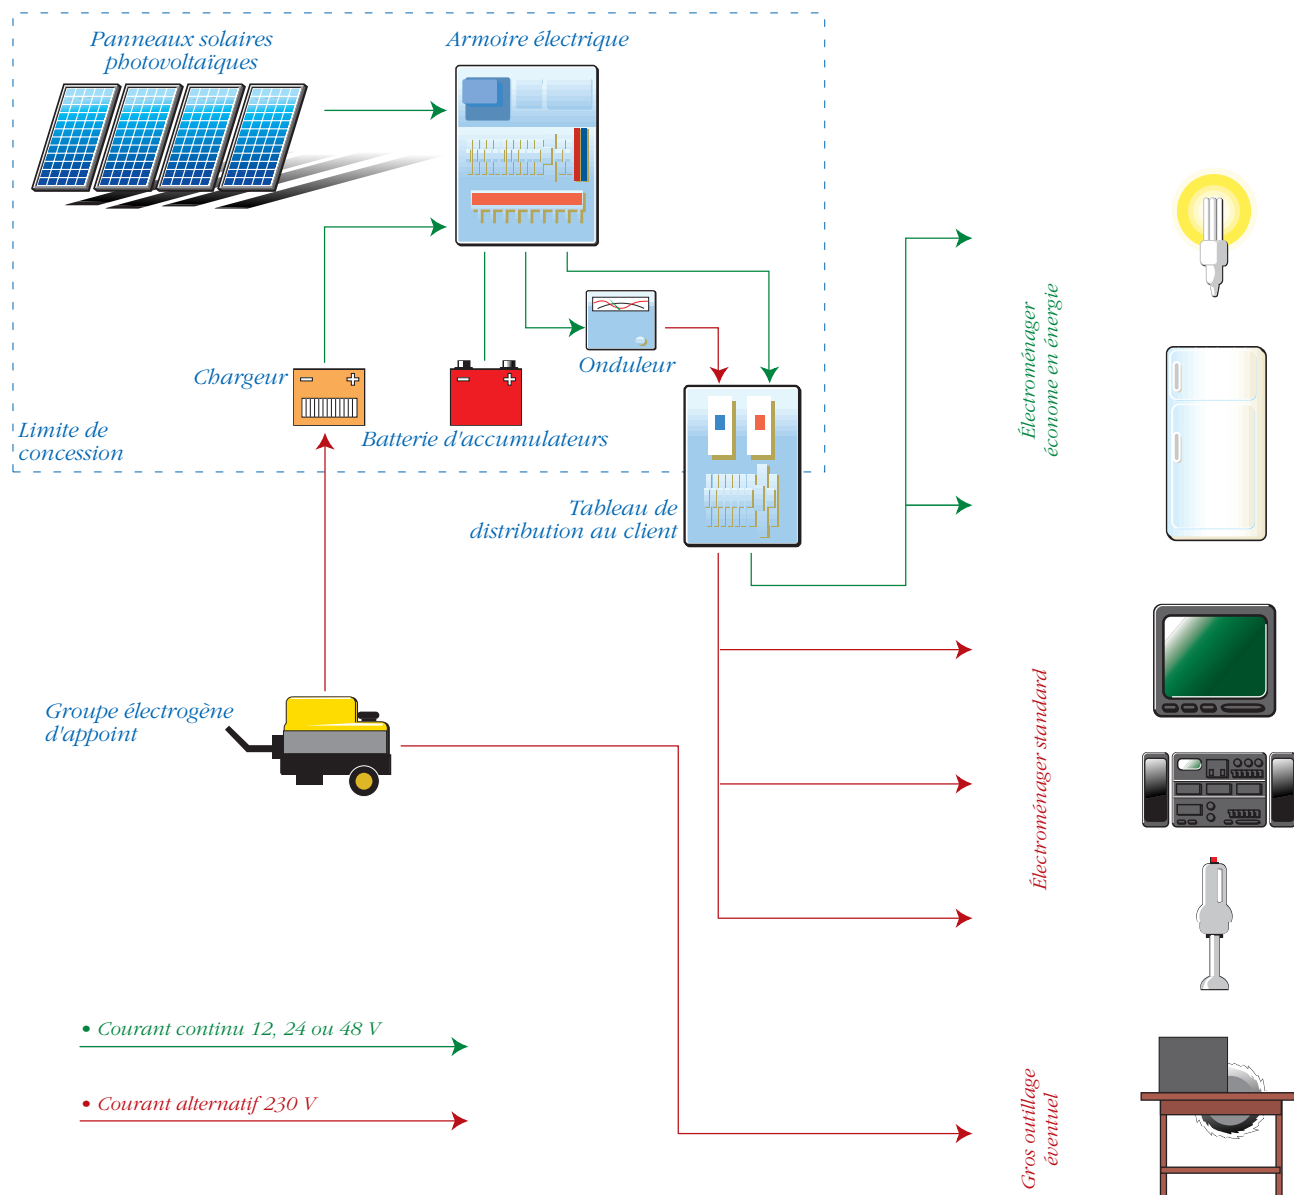 Panneaux solaires
photovoltaïques
Armoire électrique
Onduleur
Chargeur
Batterie d'accumulateurs
Limite de
concession
Tableau de
distribution au client
Électroménager
économe en énergie
Groupe électrogène
d'appoint
Électroménager standard
• Courant continu 12, 24 ou 48 V
• Courant alternatif 230 V
Gros outillage
éventuel